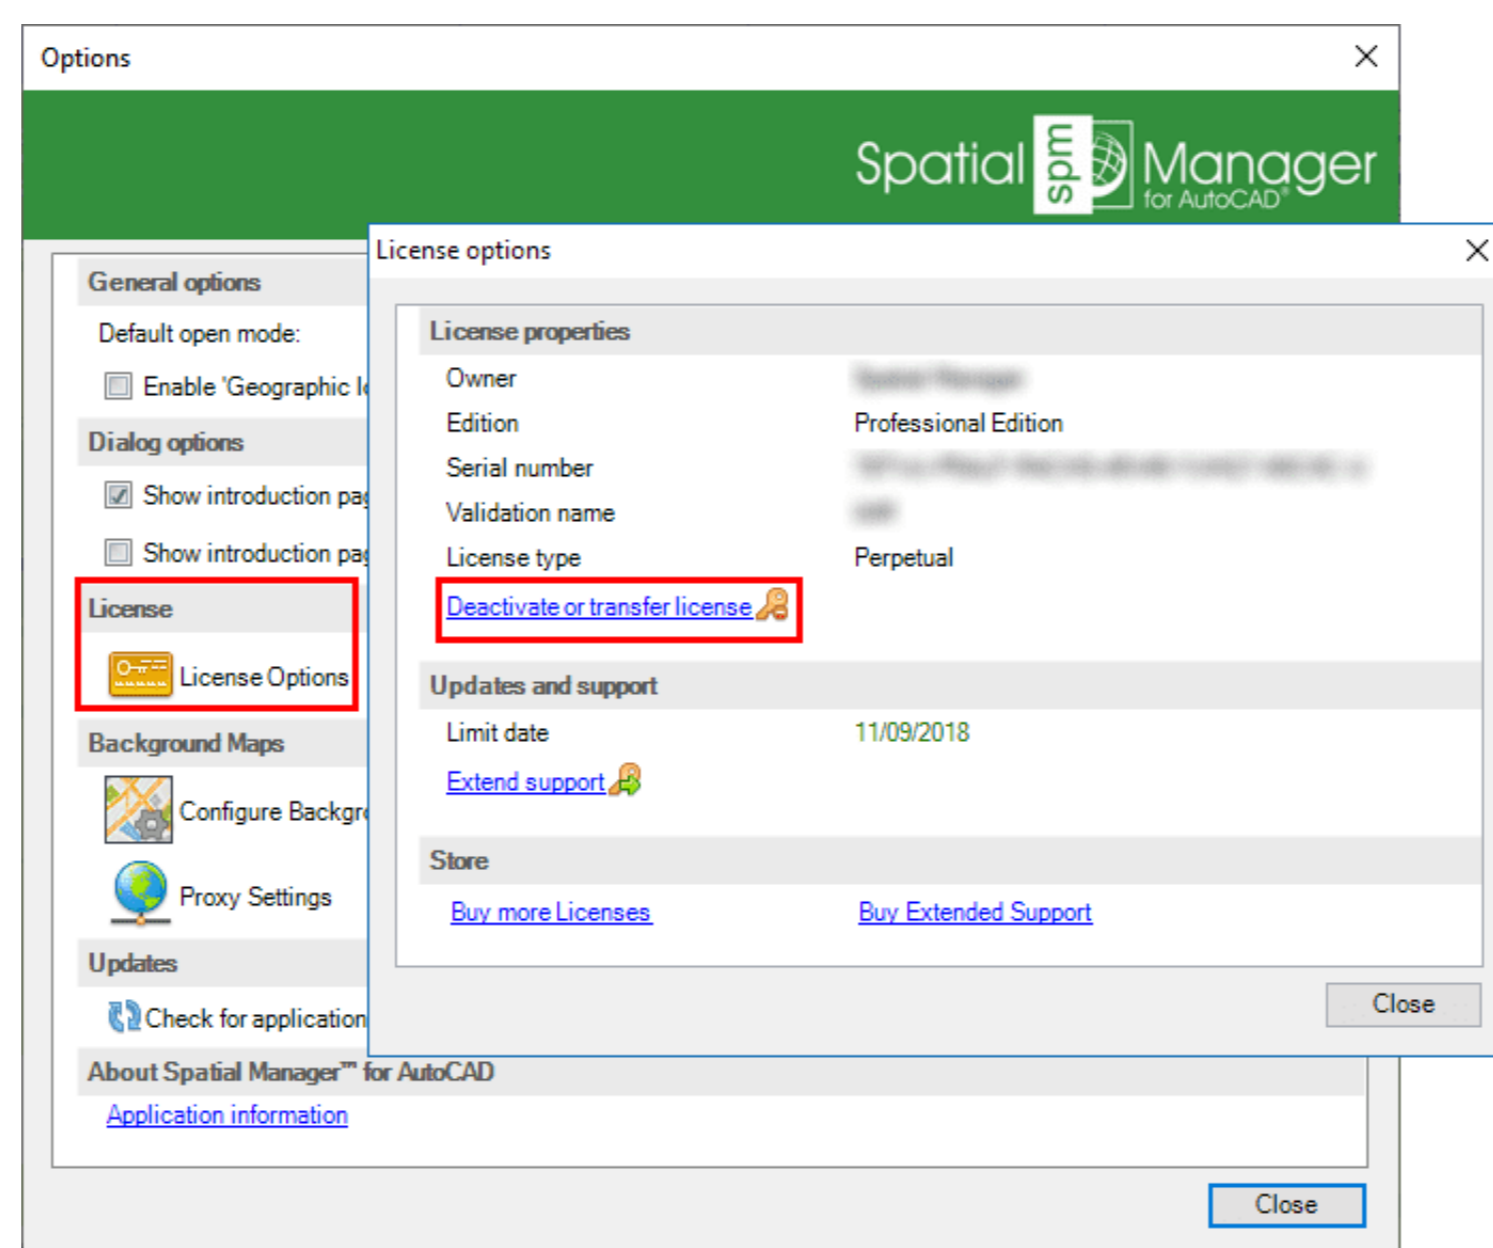 Options
Spatial spm Manager
for AutoCAD®
General options
Default open mode:
Enable 'Geographic
Dialog options
Show introduction
Show introduction
License
License Options
Background Maps
Configure
Proxy Settings
Updates
Check for application
About Spatial Manager™ for AutoCAD
Application information
Close
License options
License properties
Owner
Edition Professional Edition
Serial number
Validation name
License type Perpetual
Deactivate or transfer license
Updates and support
Limit date 11/09/2018
Extend support
Store
Buy more Licenses Buy Extended Support
Close